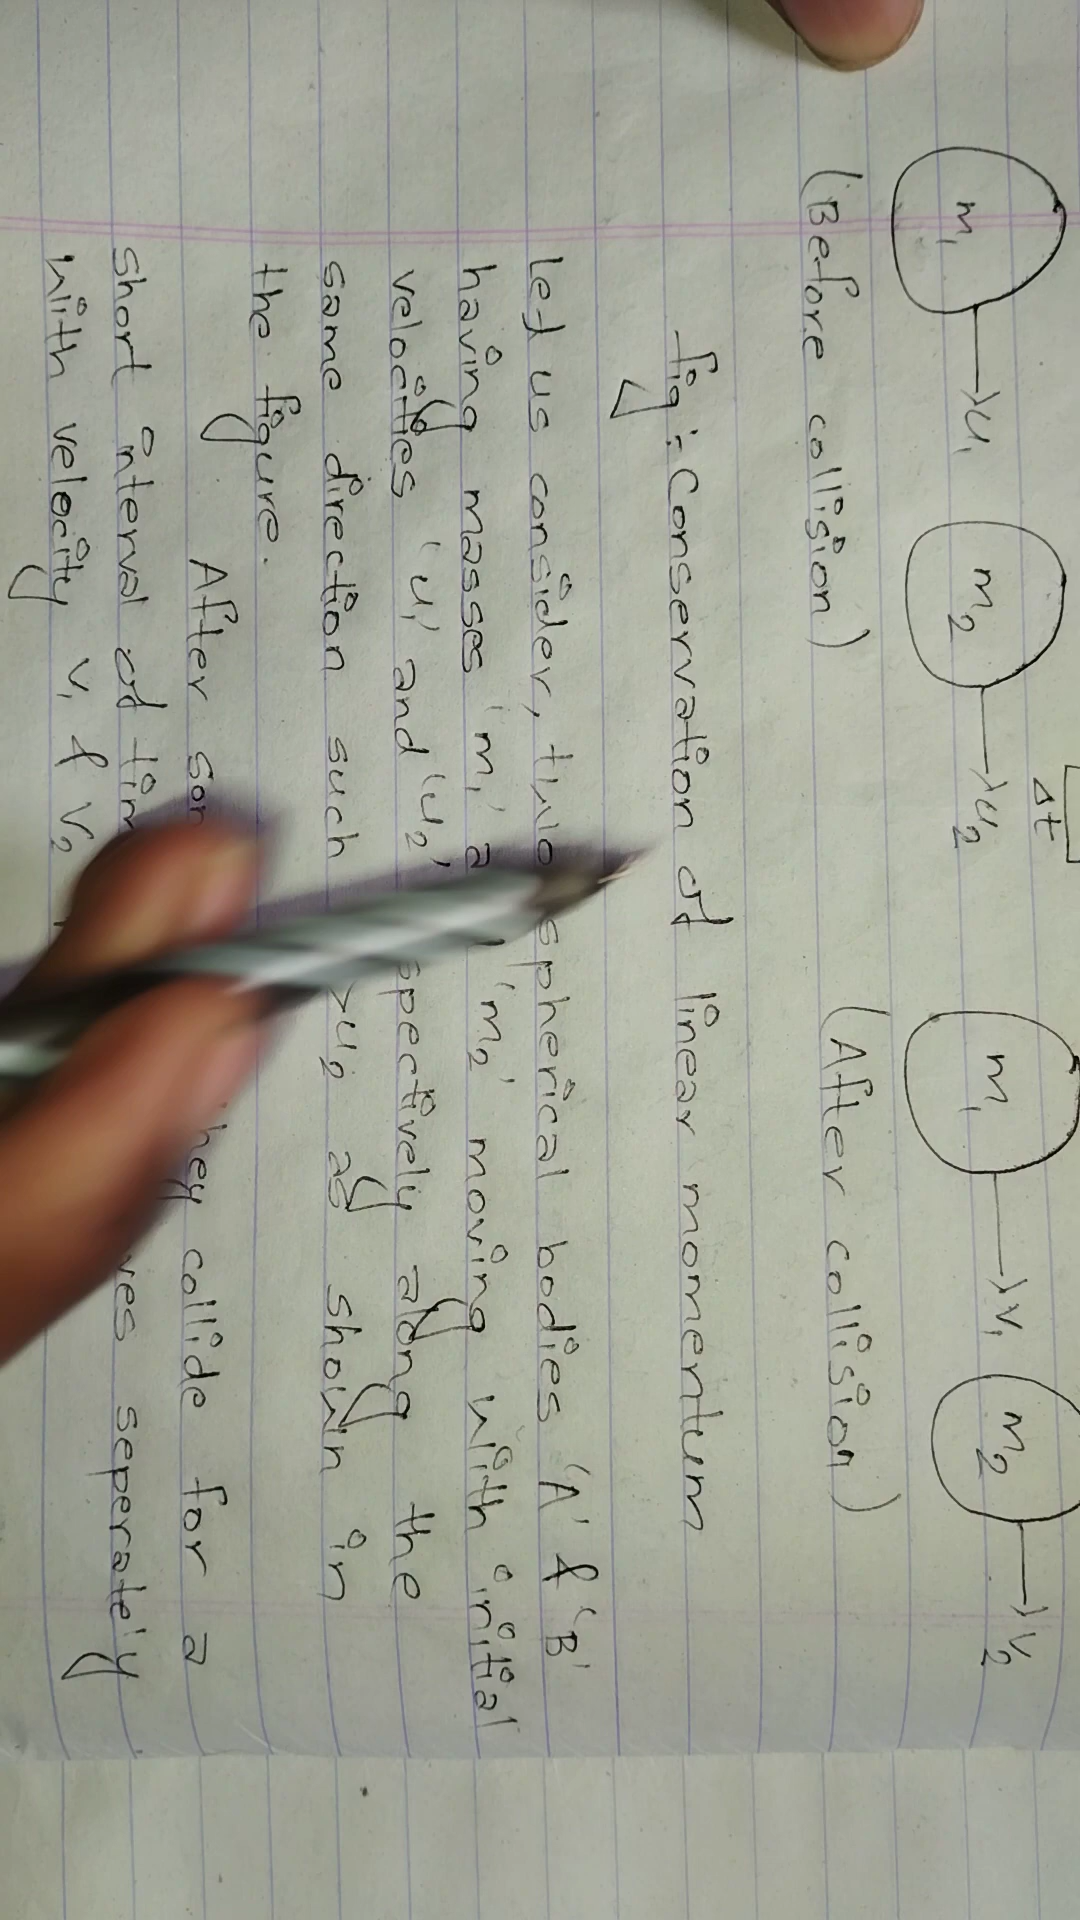 m₁ → u₁ m₂ → u₂ Δt m₁ → v₁ m₂ → v₂
(Before collision) (After collision)
fig: Conservation of linear momentum
let us consider, two spherical bodies 'A' & 'B'
having masses 'm₁' 'm₂' moving with initial
velocities 'u₁' and 'u₂' along the
same direction such >u₂ as shown in
the figure.
After they collide for a
short interval of seperately
with velocity v₁ & v₂